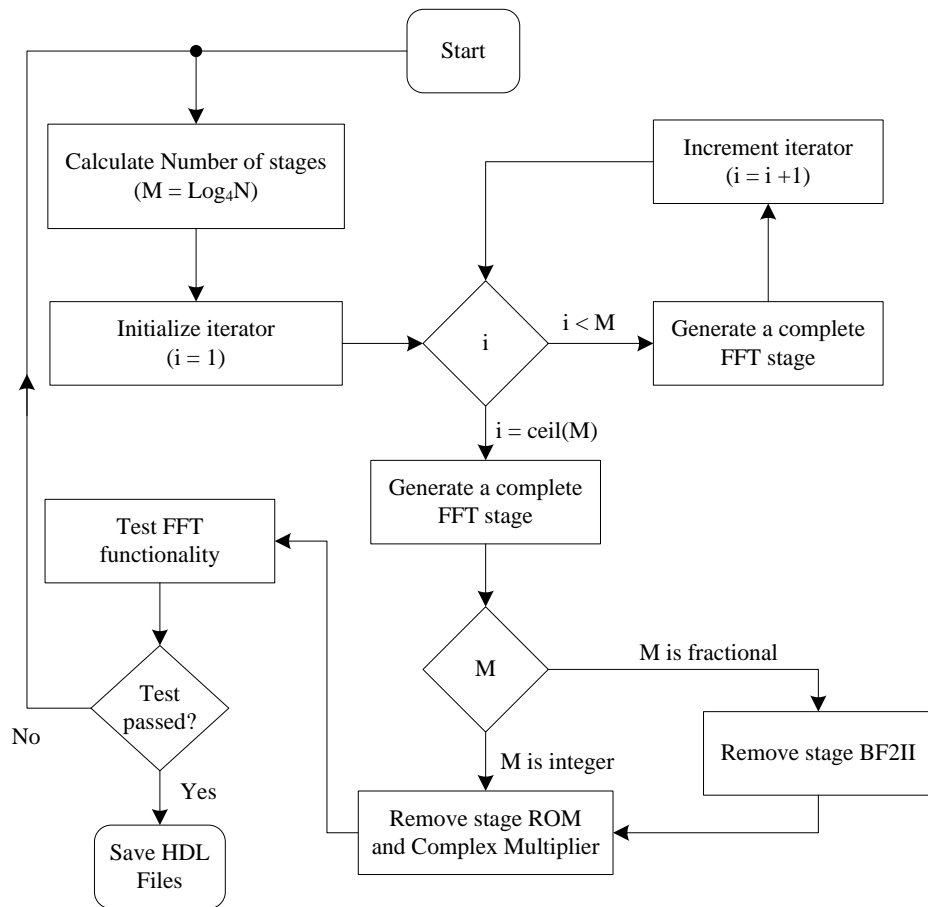 Start
Calculate Number of stages
(M = Log₄N)
Increment iterator
(i = i +1)
Initialize iterator
(i = 1)
i
i < M
Generate a complete
FFT stage
i = ceil(M)
Generate a complete
FFT stage
Test FFT
functionality
M
M is fractional
Test
passed?
No
Remove stage BF2II
M is integer
Yes
Remove stage ROM
and Complex Multiplier
Save HDL
Files